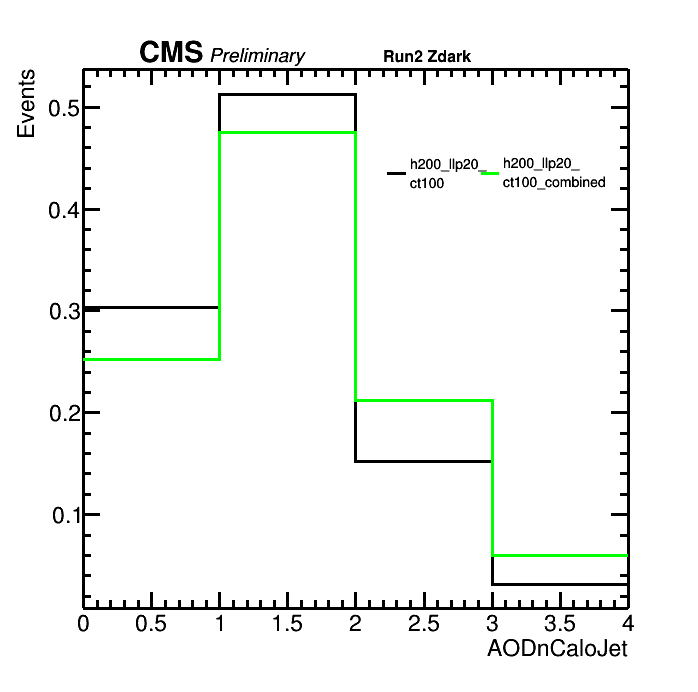 CMS Preliminary Run2 Zdark
Events
0.5
0.4
0.3
0.2
0.1
h200_llp20_
ct100
h200_llp20_
ct100_combined
0 0.5 1 1.5 2 2.5 3 3.5 4
AODnCaloJet